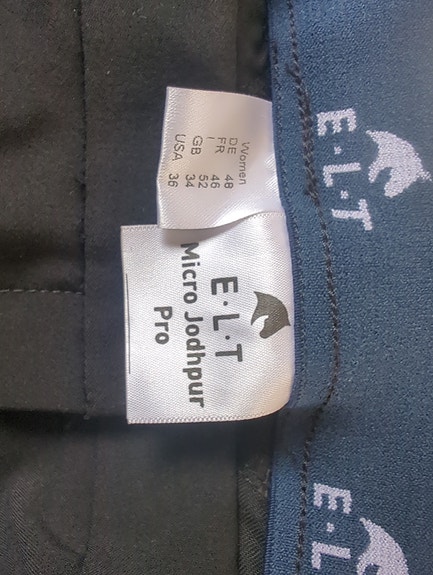 Women
DE 48
FR 46
I 52
GB 34
USA 36
E·L·T
Micro Jodhpur
Pro
E·L·T
E·L·T